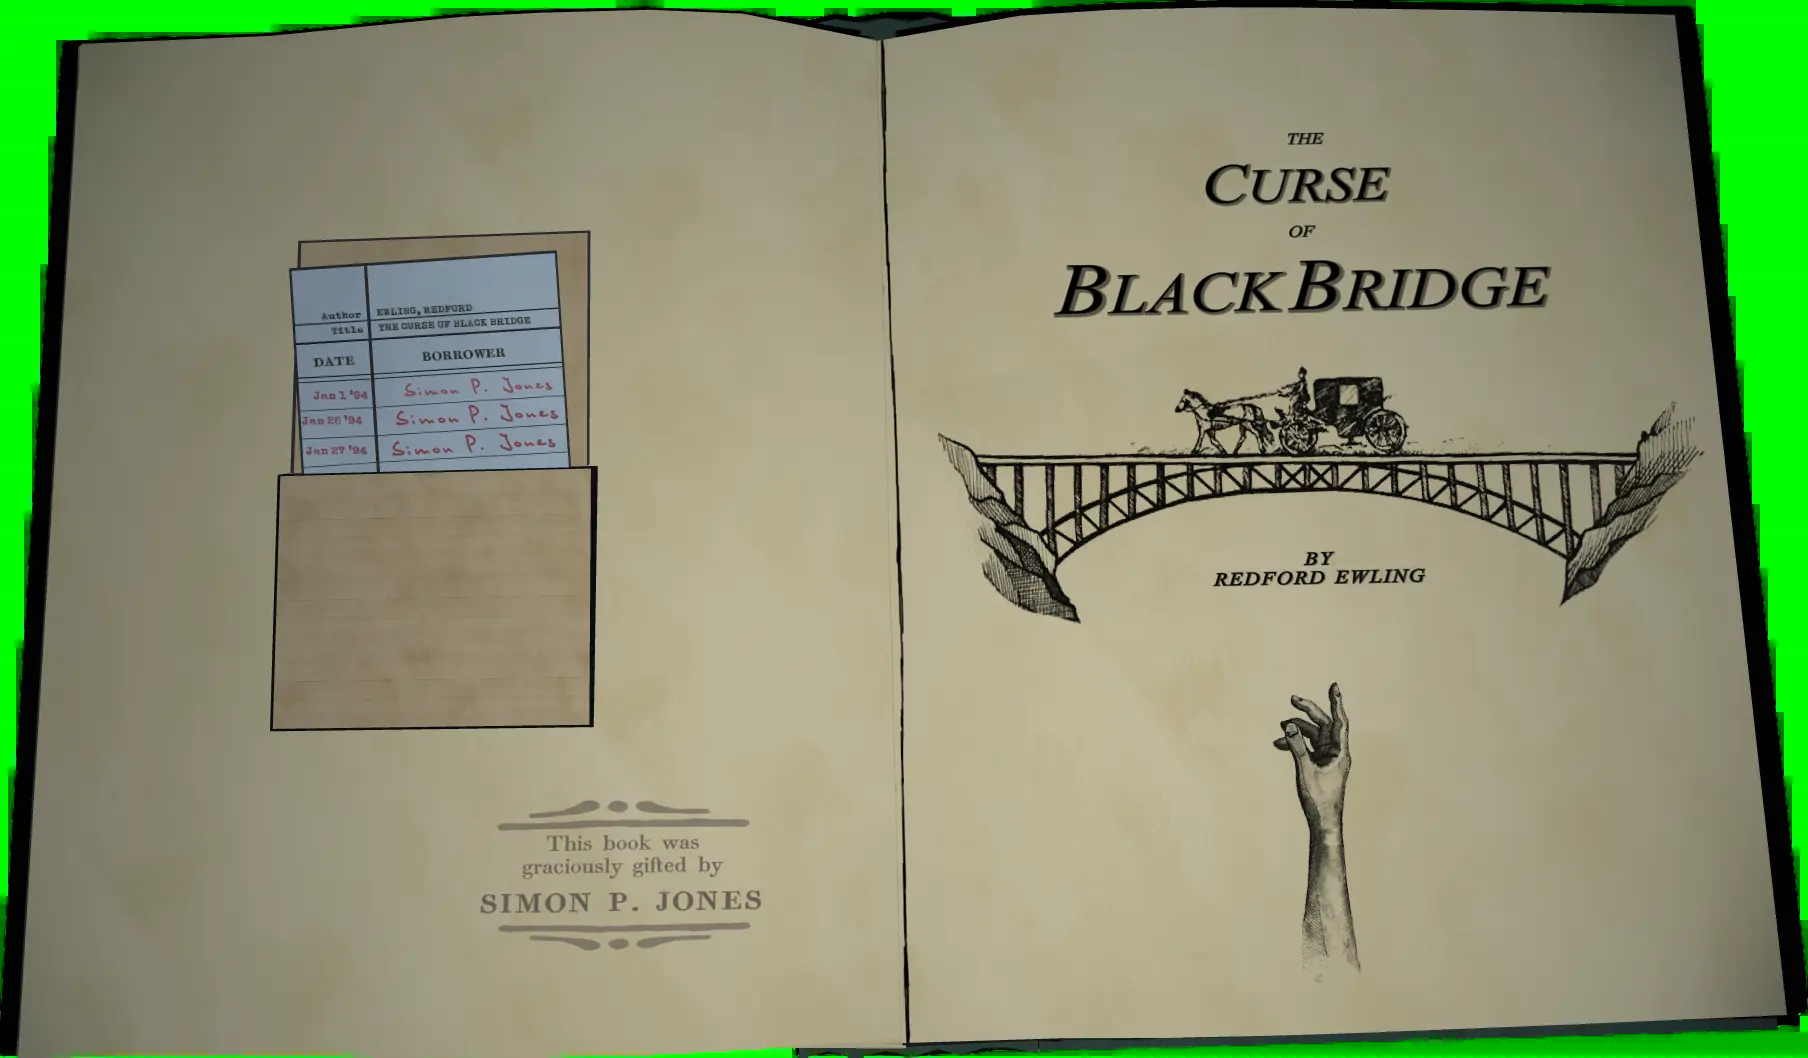 Author EWLING, REDFORD
Title THE CURSE OF BLACK BRIDGE
DATE BORROWER
Jan 1 '94 Simon P. Jones
Jan 26 '94 Simon P. Jones
Jan 27 '94 Simon P. Jones
This book was
graciously gifted by
SIMON P. JONES
THE
CURSE
OF
BLACK BRIDGE
BY
REDFORD EWLING